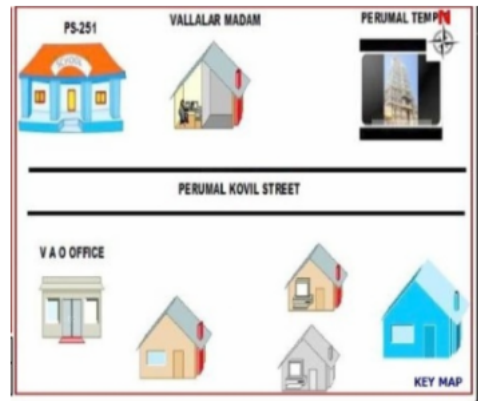 PS-251
VALLALAR MADAM
PERUMAL TEMP
N
SCHOOL
PERUMAL KOVIL STREET
V A O OFFICE
KEY MAP